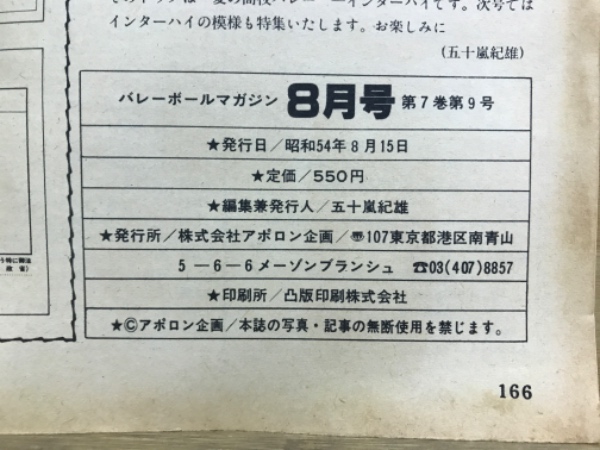 インターハイの模様も特集いたします。お楽しみに
(五十嵐紀雄)
バレーボールマガジン 8月号 第7巻第9号
★発行日/昭和54年8月15日
★定価/550円
★編集兼発行人/五十嵐紀雄
★発行所/株式会社アポロン企画/〠107東京都港区南青山
5−6−6メーゾンブランシュ ☎03(407)8857
★印刷所/凸版印刷株式会社
★©アポロン企画/本誌の写真・記事の無断使用を禁じます。
166